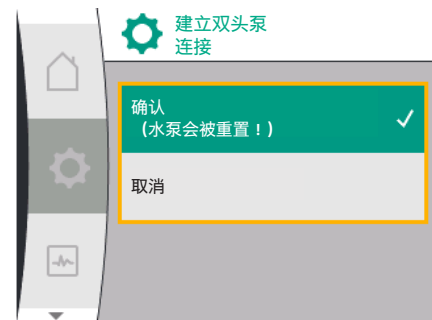 建立双头泵
连接
确认
（水泵会被重置！）
取消